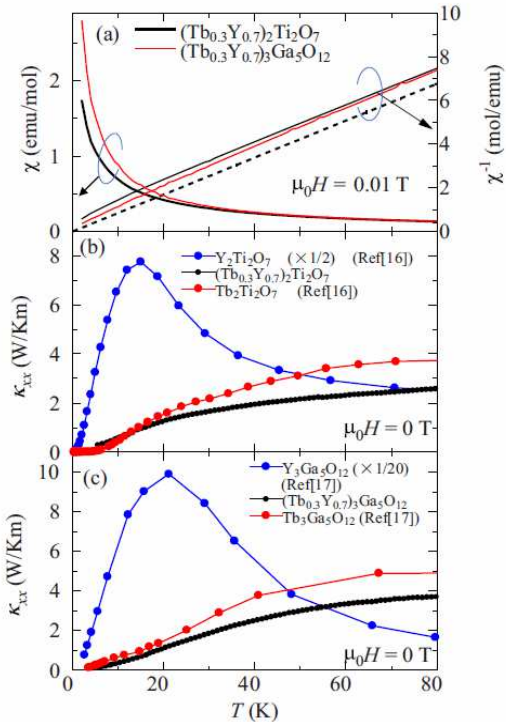 (a)
(Tb0.3Y0.7)2Ti2O7
(Tb0.3Y0.7)3Ga5O12
χ (emu/mol)
2
1
0
10
8
6
4
2
0
χ-1 (mol/emu)
μ0H = 0.01 T
(b)
Y2Ti2O7 (×1/2) (Ref[16])
(Tb0.3Y0.7)2Ti2O7
Tb2Ti2O7 (Ref[16])
κxx (W/Km)
8
6
4
2
0
μ0H = 0 T
(c)
Y3Ga5O12 (×1/20)
(Ref[17])
(Tb0.3Y0.7)3Ga5O12
Tb3Ga5O12 (Ref[17])
κxx (W/Km)
10
8
6
4
2
0
μ0H = 0 T
0 20 40 60 80
T (K)